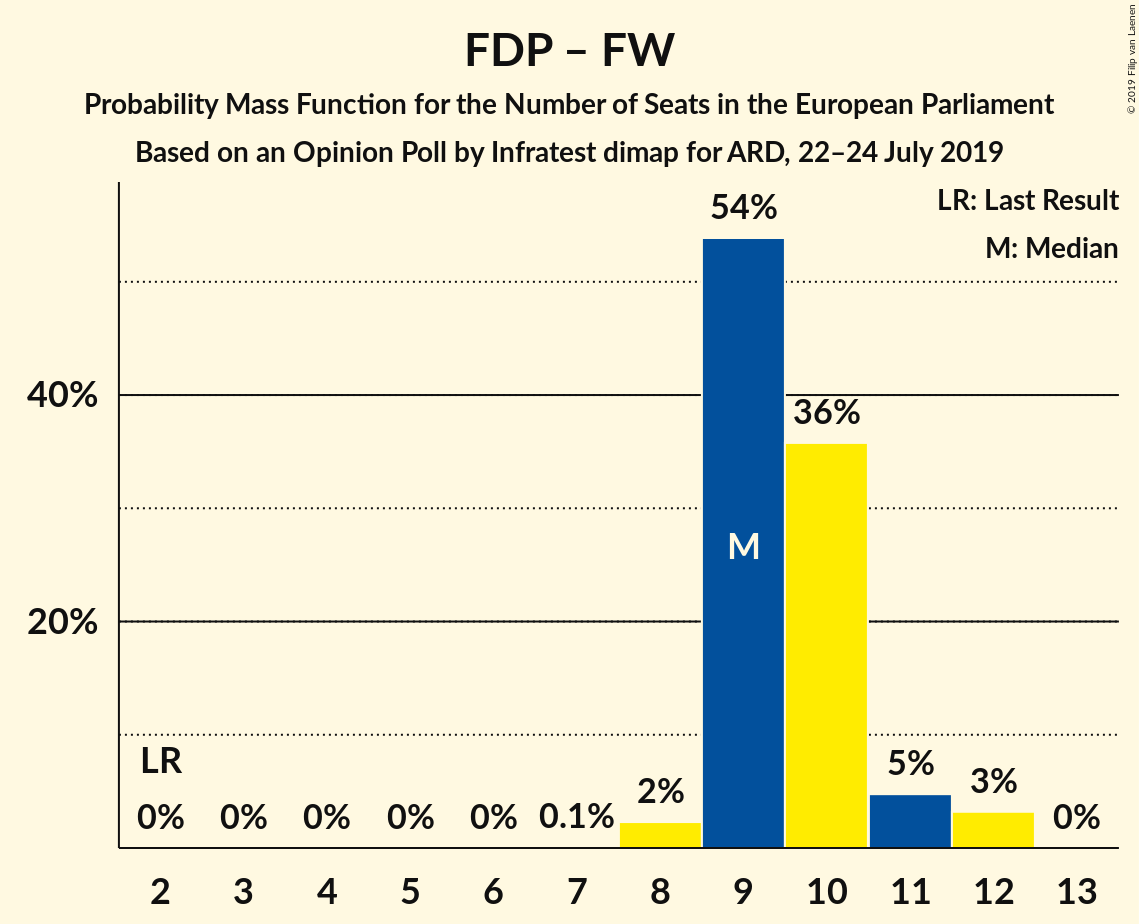 FDP – FW
Probability Mass Function for the Number of Seats in the European Parliament
Based on an Opinion Poll by Infratest dimap for ARD, 22–24 July 2019
© 2019 Filip van Laenen
LR: Last Result
M: Median
54%
40%
36%
M
20%
LR
0% 0% 0% 0% 0% 0.1% 2% 5% 3% 0%
2 3 4 5 6 7 8 9 10 11 12 13